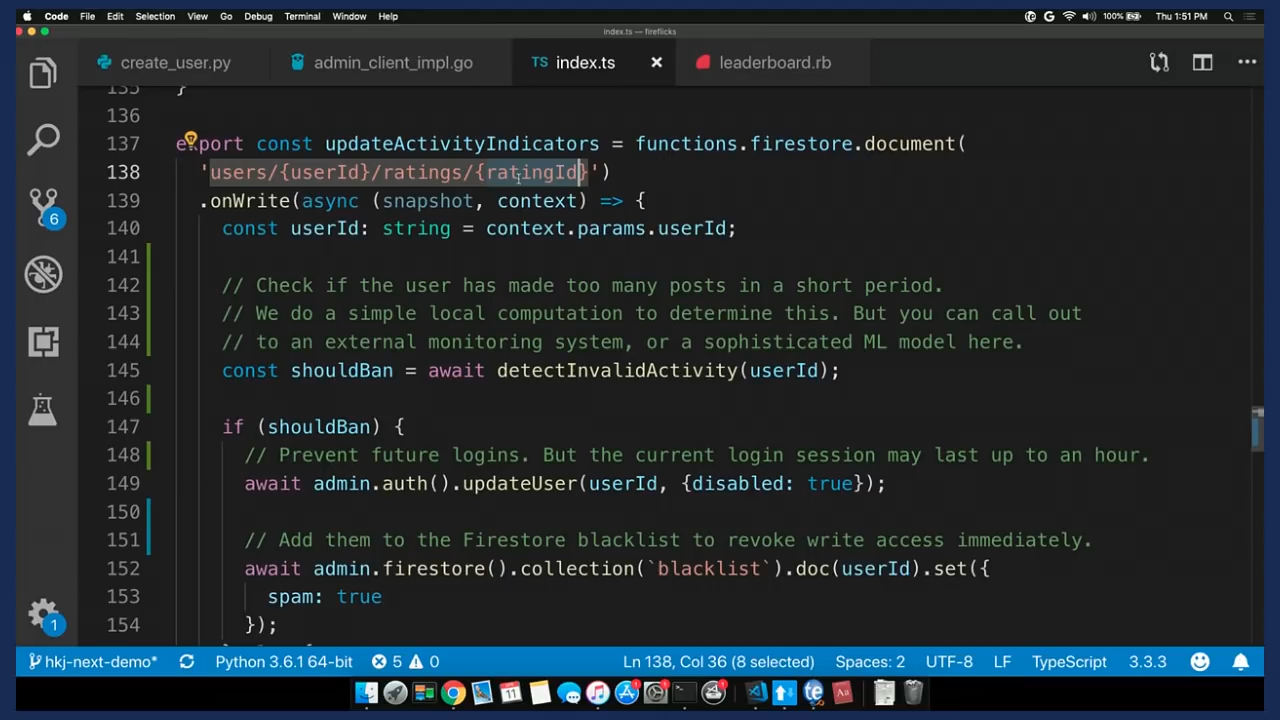 Code File Edit Selection View Go Debug Terminal Window Help 100% Thu 1:51 PM
index.ts — fireflicks
create_user.py admin_client_impl.go TS index.ts leaderboard.rb
135 }
136
137 export const updateActivityIndicators = functions.firestore.document(
138 'users/{userId}/ratings/{ratingId}')
139 .onWrite(async (snapshot, context) => {
140 const userId: string = context.params.userId;
141
142 // Check if the user has made too many posts in a short period.
143 // We do a simple local computation to determine this. But you can call out
144 // to an external monitoring system, or a sophisticated ML model here.
145 const shouldBan = await detectInvalidActivity(userId);
146
147 if (shouldBan) {
148 // Prevent future logins. But the current login session may last up to an hour.
149 await admin.auth().updateUser(userId, {disabled: true});
150
151 // Add them to the Firestore blacklist to revoke write access immediately.
152 await admin.firestore().collection(`blacklist`).doc(userId).set({
153 spam: true
154 });
6
1
hkj-next-demo* Python 3.6.1 64-bit 5 0 Ln 138, Col 36 (8 selected) Spaces: 2 UTF-8 LF TypeScript 3.3.3